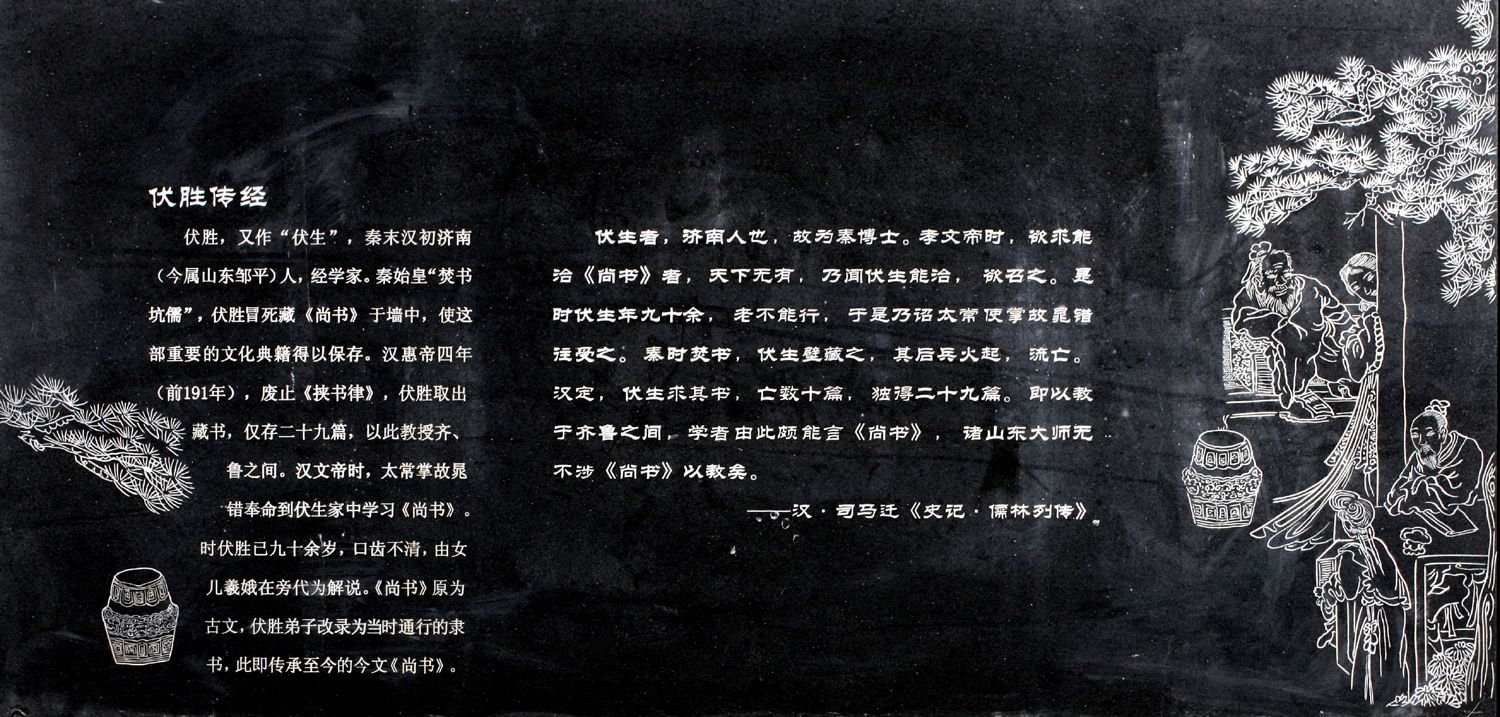 伏胜传经
伏胜，又作“伏生”，秦末汉初济南
（今属山东邹平）人，经学家。秦始皇“焚书
坑儒”，伏胜冒死藏《尚书》于墙中，使这
部重要的文化典籍得以保存。汉惠帝四年
（前191年），废止《挟书律》，伏胜取出
藏书，仅存二十九篇，以此教授齐、
鲁之间。汉文帝时，太常掌故晁
错奉命到伏生家中学习《尚书》。
时伏胜已九十余岁，口齿不清，由女
儿羲娥在旁代为解说。《尚书》原为
古文，伏胜弟子改录为当时通行的隶
书，此即传承至今的今文《尚书》。
伏生者，济南人也，故为秦博士。孝文帝时，欲求能
治《尚书》者，天下无有，乃闻伏生能治，欲召之。是
时伏生年九十余，老不能行，于是乃诏太常使掌故晁错
往受之。秦时焚书，伏生壁藏之，其后兵火起，流亡。
汉定，伏生求其书，亡数十篇，独得二十九篇。即以教
于齐鲁之间，学者由此颇能言《尚书》，诸山东大师无
不涉《尚书》以教矣。
——汉·司马迁《史记·儒林列传》